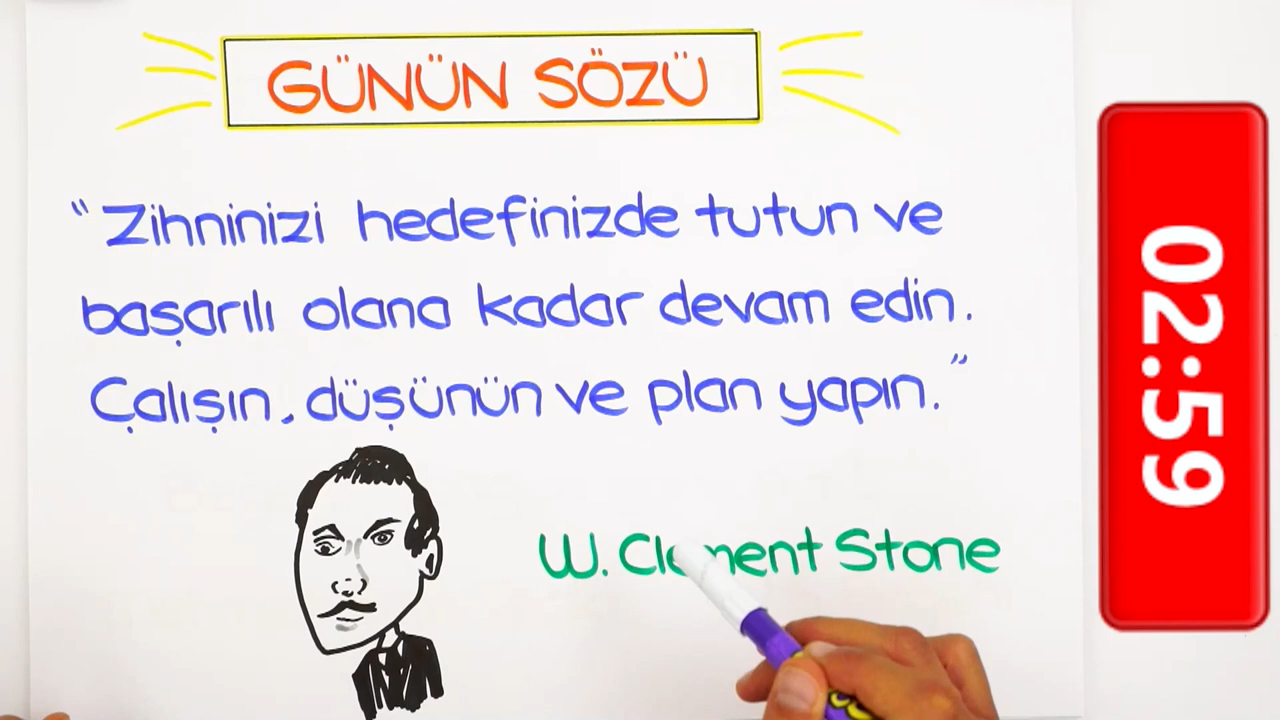 GÜNÜN SÖZÜ
“Zihninizi hedefinizde tutun ve
başarılı olana kadar devam edin.
Çalışın, düşünün ve plan yapın.”
W. Clement Stone
02:59